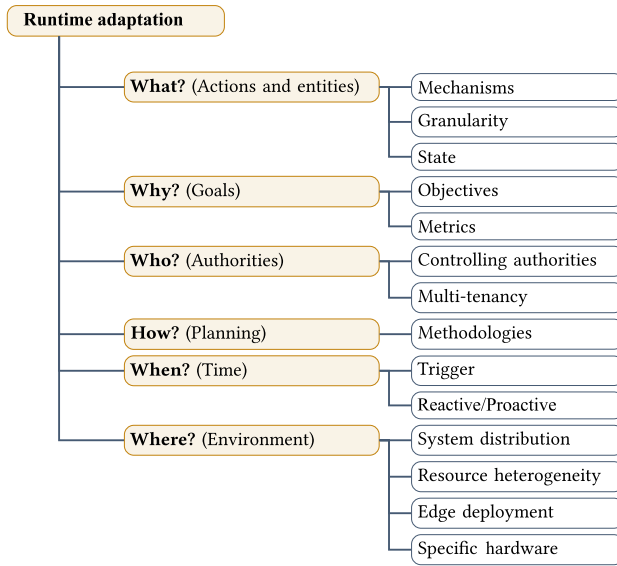 Runtime adaptation
What? (Actions and entities)
Mechanisms
Granularity
State
Why? (Goals)
Objectives
Metrics
Who? (Authorities)
Controlling authorities
Multi-tenancy
How? (Planning)
Methodologies
When? (Time)
Trigger
Reactive/Proactive
Where? (Environment)
System distribution
Resource heterogeneity
Edge deployment
Specific hardware